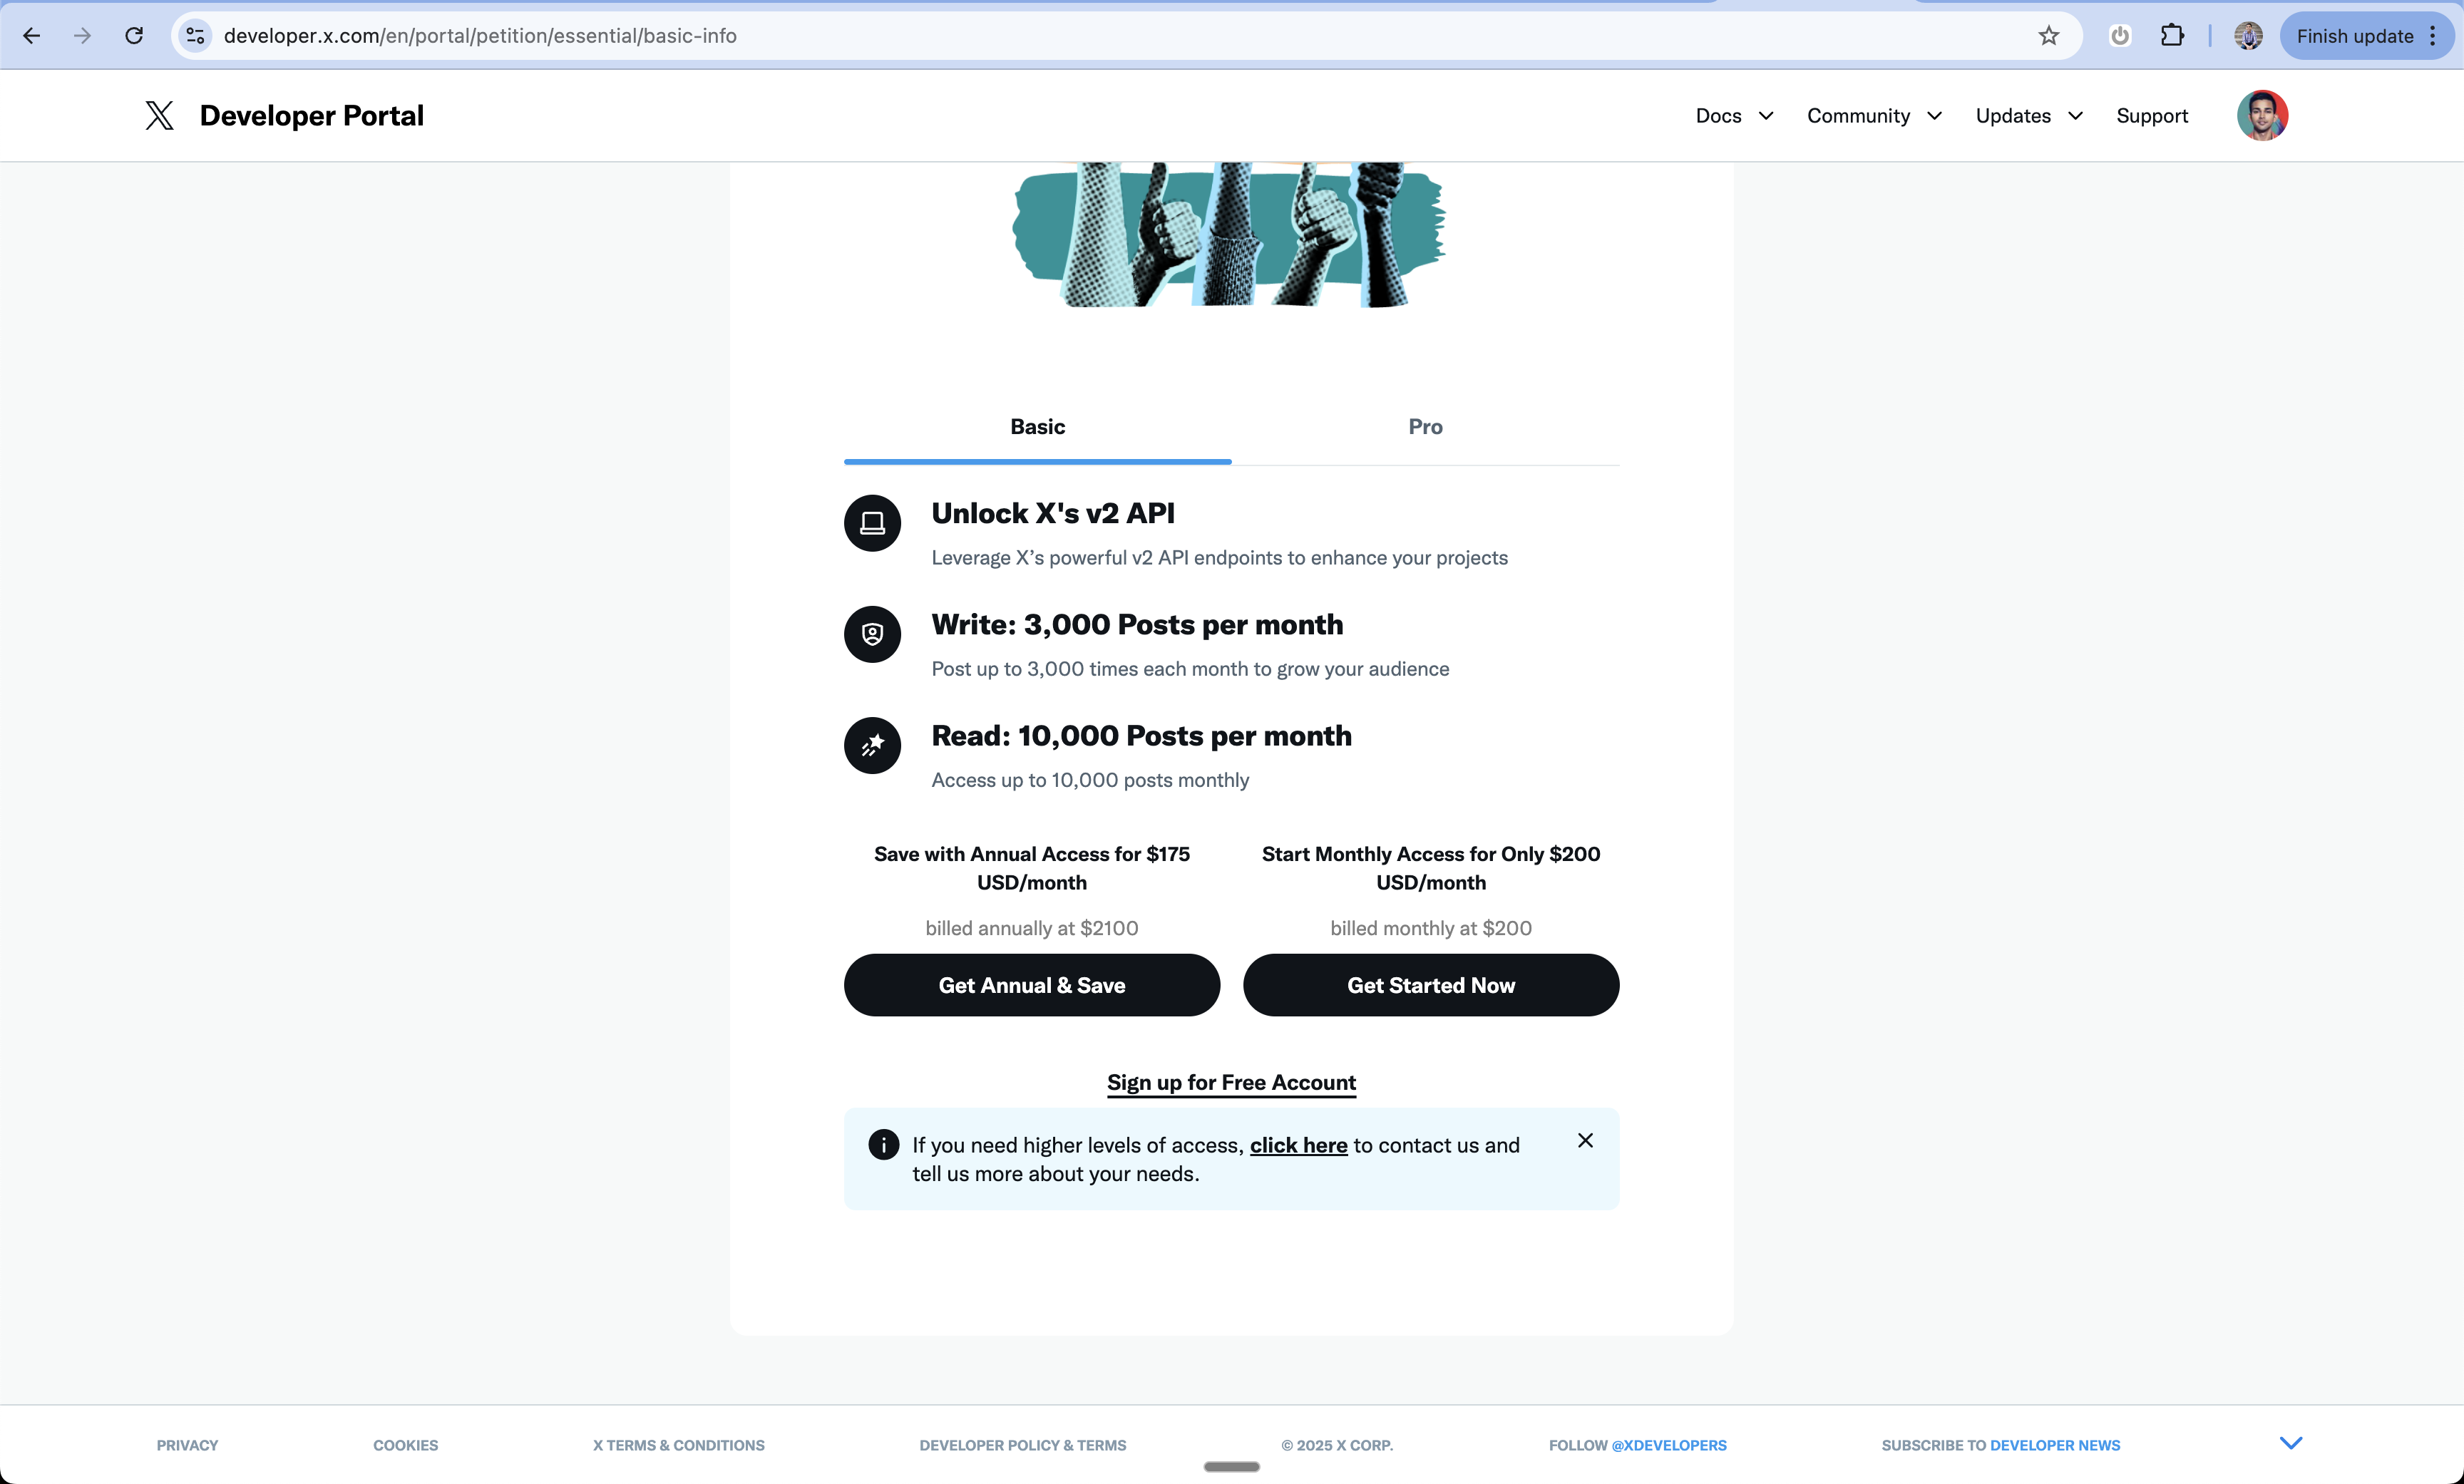 developer.x.com/en/portal/petition/essential/basic-info
Finish update
Developer Portal
Docs
Community
Updates
Support
Basic
Pro
Unlock X's v2 API
Leverage X’s powerful v2 API endpoints to enhance your projects
Write: 3,000 Posts per month
Post up to 3,000 times each month to grow your audience
Read: 10,000 Posts per month
Access up to 10,000 posts monthly
Save with Annual Access for $175
USD/month
billed annually at $2100
Get Annual & Save
Start Monthly Access for Only $200
USD/month
billed monthly at $200
Get Started Now
Sign up for Free Account
If you need higher levels of access, click here to contact us and
tell us more about your needs.
PRIVACY
COOKIES
X TERMS & CONDITIONS
DEVELOPER POLICY & TERMS
© 2025 X CORP.
FOLLOW @XDEVELOPERS
SUBSCRIBE TO DEVELOPER NEWS